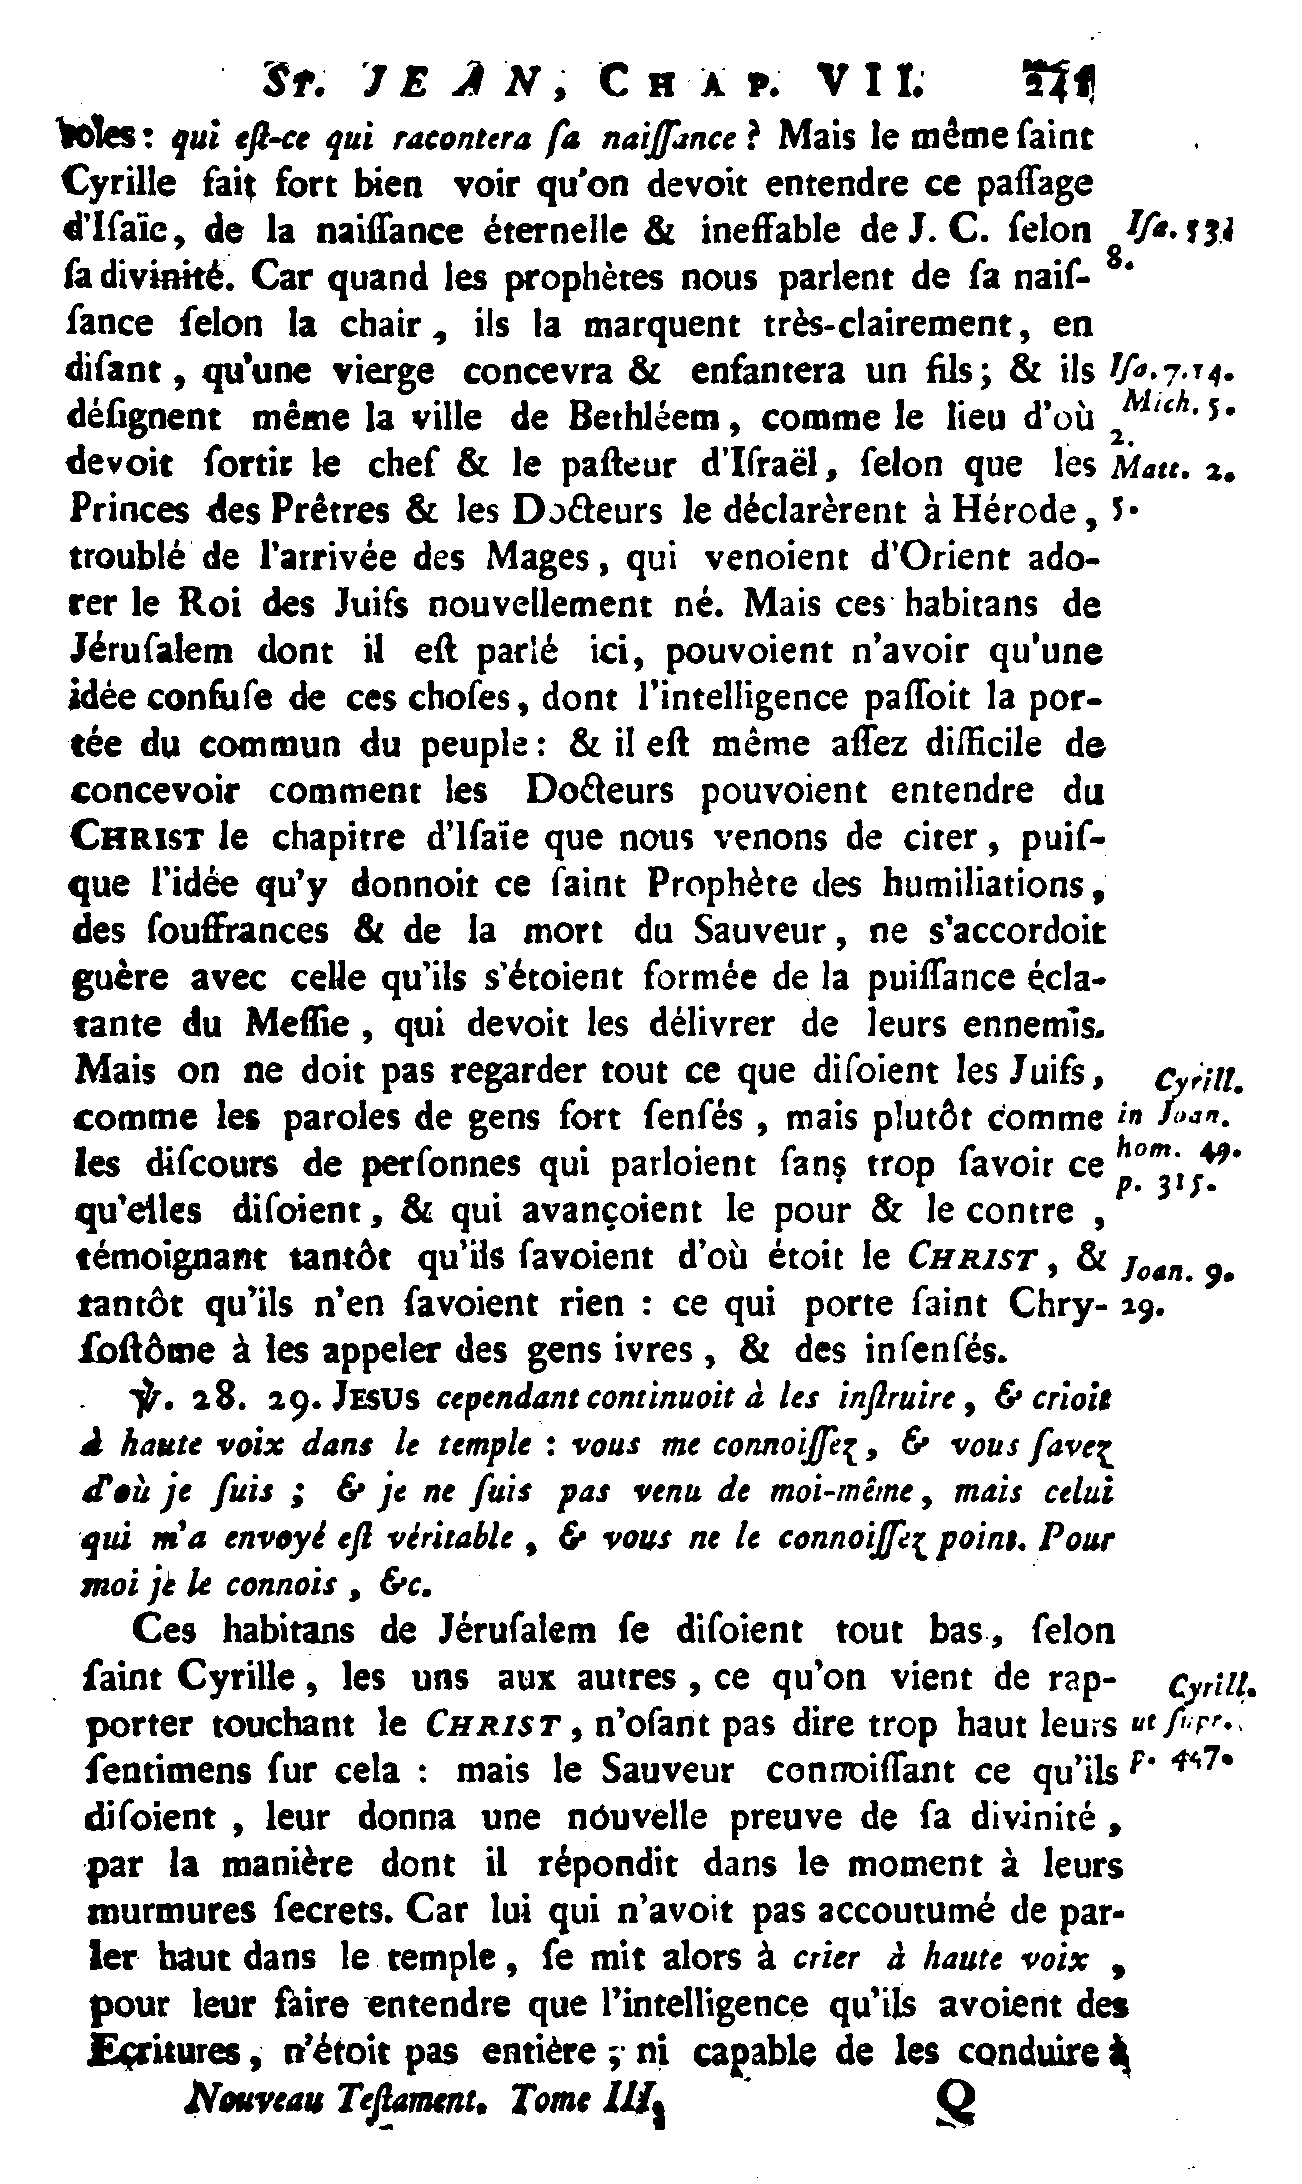 St. JEAN, CHAP. VII. 241
roles : qui eſt-ce qui racontera ſa naiſſance ? Mais le même ſaint
Cyrille fait fort bien voir qu'on devoit entendre ce paſſage
d'Iſaïe, de la naiſſance éternelle & ineffable de J. C. ſelon
Iſa. 53.
8.
ſa divinité. Car quand les prophètes nous parlent de ſa naiſ-
ſance ſelon la chair, ils la marquent très-clairement, en
diſant, qu'une vierge concevra & enfantera un fils ; & ils
Iſa. 7. 14.
déſignent même la ville de Bethléem, comme le lieu d'où
Mich. 5.
2.
devoit ſortir le chef & le paſteur d'Iſraël, ſelon que les
Matt. 2.
Princes des Prêtres & les Docteurs le déclarèrent à Hérode,
5.
troublé de l'arrivée des Mages, qui venoient d'Orient ado-
rer le Roi des Juifs nouvellement né. Mais ces habitans de
Jéruſalem dont il eſt parlé ici, pouvoient n'avoir qu'une
idée confuſe de ces choſes, dont l'intelligence paſſoit la por-
tée du commun du peuple : & il eſt même aſſez difficile de
concevoir comment les Docteurs pouvoient entendre du
CHRIST le chapitre d'Iſaïe que nous venons de citer, puiſ-
que l'idée qu'y donnoit ce ſaint Prophète des humiliations,
des ſouffrances & de la mort du Sauveur, ne s'accordoit
guère avec celle qu'ils s'étoient formée de la puiſſance écla-
tante du Meſſie, qui devoit les délivrer de leurs ennemis.
Mais on ne doit pas regarder tout ce que diſoient les Juifs,
Cyrill.
comme les paroles de gens fort ſenſés, mais plutôt comme
in Joan.
les diſcours de perſonnes qui parloient ſans trop ſavoir ce
hom. 49.
p. 315.
qu'elles diſoient, & qui avançoient le pour & le contre,
témoignant tantôt qu'ils ſavoient d'où étoit le CHRIST, &
Joan. 9.
tantôt qu'ils n'en ſavoient rien : ce qui porte ſaint Chry-
29.
ſoſtôme à les appeler des gens ivres, & des inſenſés.
℣. 28. 29. JESUS cependant continuoit à les inſtruire, & crioit
à haute voix dans le temple : vous me connoiſſez, & vous ſavez
d'où je ſuis ; & je ne ſuis pas venu de moi-même, mais celui
qui m'a envoyé eſt véritable, & vous ne le connoiſſez point. Pour
moi je le connois, &c.
Ces habitans de Jéruſalem ſe diſoient tout bas, ſelon
ſaint Cyrille, les uns aux autres, ce qu'on vient de rap-
Cyrill.
porter touchant le CHRIST, n'oſant pas dire trop haut leurs
ut ſupr.
ſentimens ſur cela : mais le Sauveur connoiſſant ce qu'ils
p. 447.
diſoient, leur donna une nouvelle preuve de ſa divinité,
par la manière dont il répondit dans le moment à leurs
murmures ſecrets. Car lui qui n'avoit pas accoutumé de par-
ler haut dans le temple, ſe mit alors à crier à haute voix,
pour leur faire entendre que l'intelligence qu'ils avoient des
Ecritures, n'étoit pas entière ; ni capable de les conduire à
Nouveau Teſtament. Tome III. Q